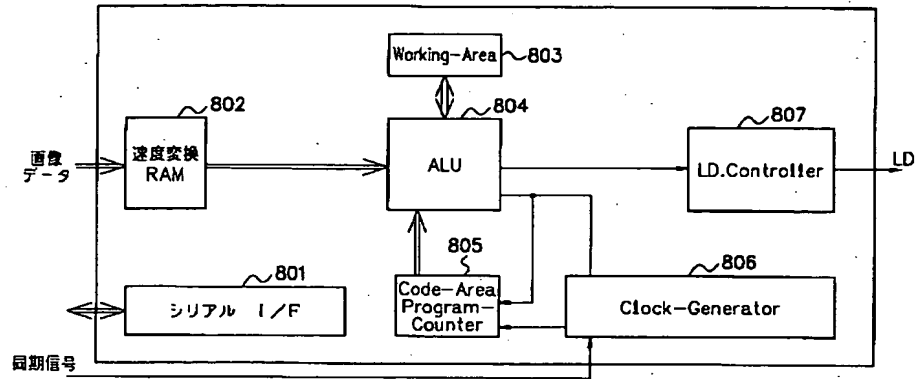 Working-Area
803
802
804
807
画像
データ
速度変換
RAM
ALU
LD.Controller
LD
801
805
806
シリアル I/F
Code-Area
Program-
Counter
Clock-Generator
同期信号